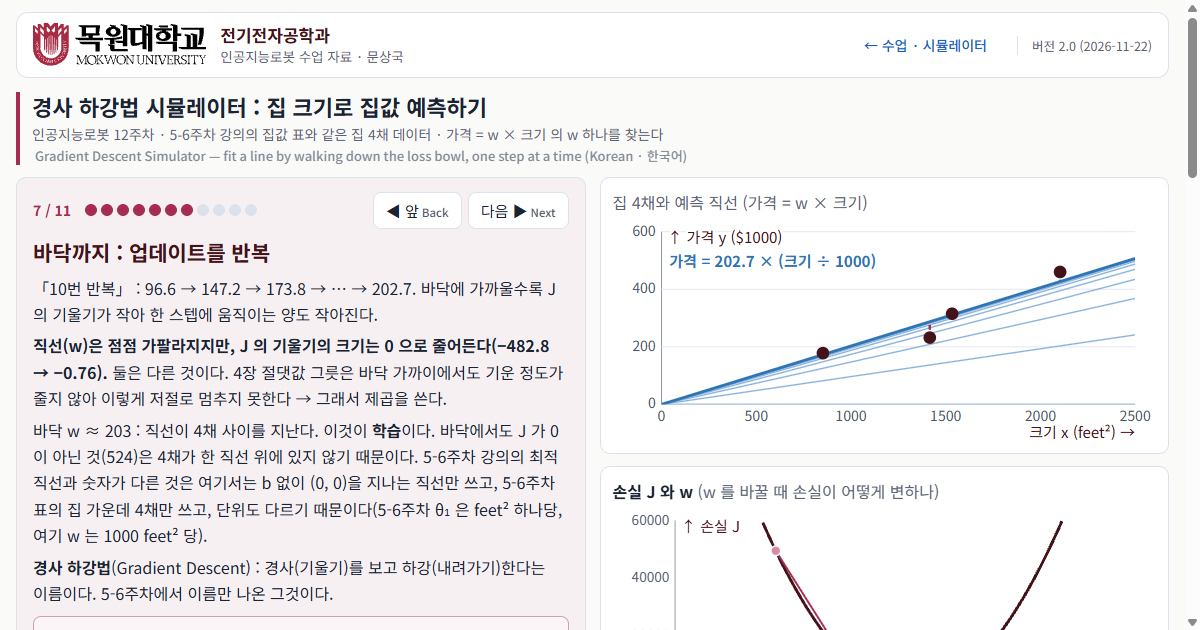 목원대학교
MOKWON UNIVERSITY
전기전자공학과
인공지능로봇 수업 자료 · 문상국
← 수업 · 시뮬레이터
버전 2.0 (2026-11-22)
경사 하강법 시뮬레이터 : 집 크기로 집값 예측하기
인공지능로봇 12주차 · 5-6주차 강의의 집값 표와 같은 집 4채 데이터 · 가격 = w × 크기 의 w 하나를 찾는다
Gradient Descent Simulator — fit a line by walking down the loss bowl, one step at a time (Korean · 한국어)
7 / 11
◀ 앞 Back
다음 ▶ Next
바닷까지 : 업데이트를 반복
「10번 반복」 : 96.6 → 147.2 → 173.8 → ⋯ → 202.7. 바닥에 가까울수록 J
의 기울기가 작아 한 스텝에 움직이는 양도 작아진다.
직선(w)은 점점 가팔라지지만, J 의 기울기의 크기는 0 으로 줄어든다(−482.8
→ −0.76). 둘은 다른 것이다. 4장 절댓값 그릇은 바닥 가까이에서도 기운 정도가
줄지 않아 이렇게 저절로 멈추지 못한다 → 그래서 제곱을 쓴다.
바닥 w ≈ 203 : 직선이 4채 사이를 지난다. 이것이 학습이다. 바닥에서도 J 가 0
이 아닌 것(524)은 4채가 한 직선 위에 있지 않기 때문이다. 5-6주차 강의의 최적
직선과 숫자가 다른 것은 여기서는 b 없이 (0, 0)을 지나는 직선만 쓰고, 5-6주차
표의 집 가운데 4채만 쓰고, 단위도 다르기 때문이다(5-6주차 θ₁ 은 feet² 하나당,
여기 w 는 1000 feet² 당).
경사 하강법(Gradient Descent) : 경사(기울기)를 보고 하강(내려가기)한다는
이름이다. 5-6주차에서 이름만 나온 그것이다.
집 4채와 예측 직선 (가격 = w × 크기)
600
↑ 가격 y ($1000)
가격 = 202.7 × (크기 ÷ 1000)
400
200
0
0 500 1000 1500 2000 2500
크기 x (feet²) →
손실 J 와 w (w 를 바꿀 때 손실이 어떻게 변하나)
60000
↑ 손실 J
40000